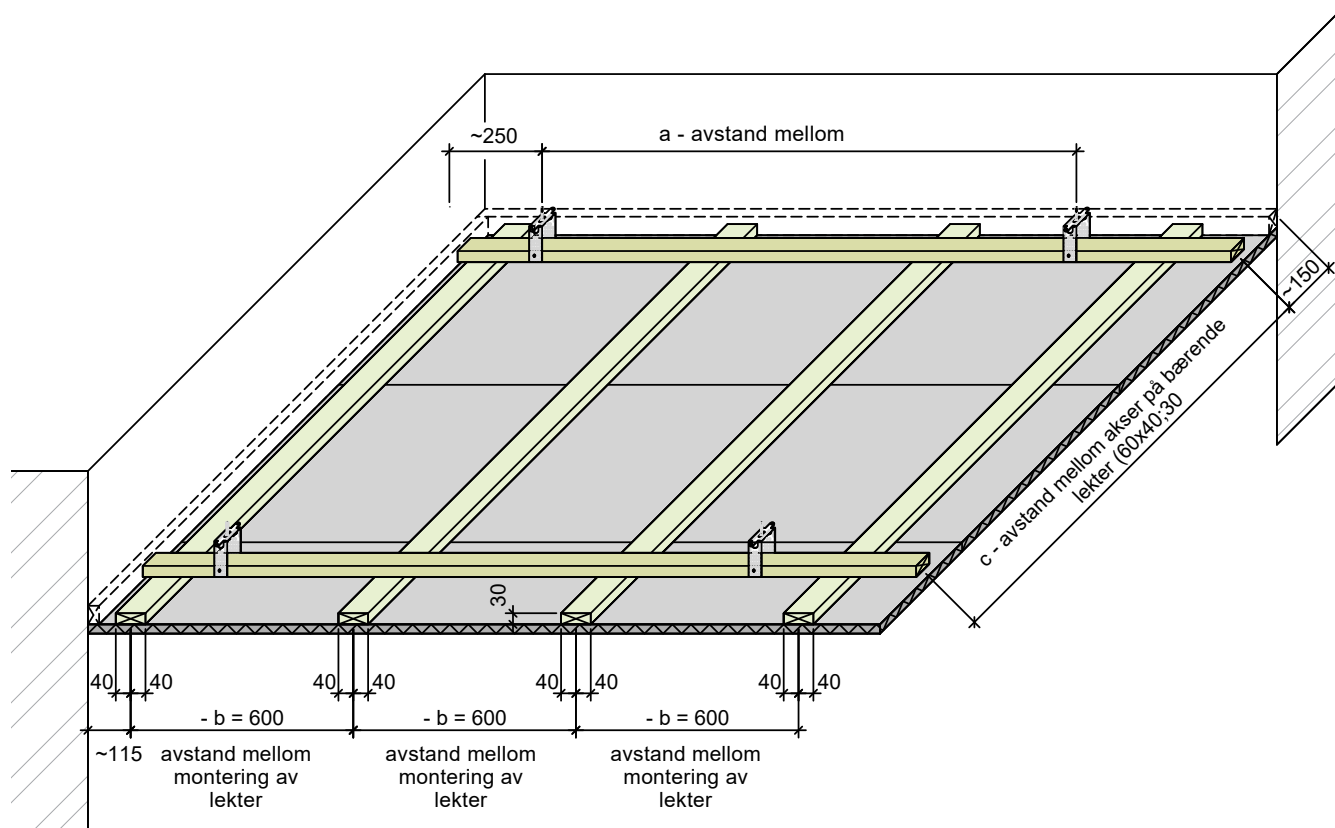 ~250
a - avstand mellom
~150
c - avstand mellom akser på bærende
lekter (60x40;30
30
40 40 40 40 40 40 40 40
- b = 600 - b = 600 - b = 600
~115 avstand mellom avstand mellom avstand mellom
montering av montering av montering av
lekter lekter lekter